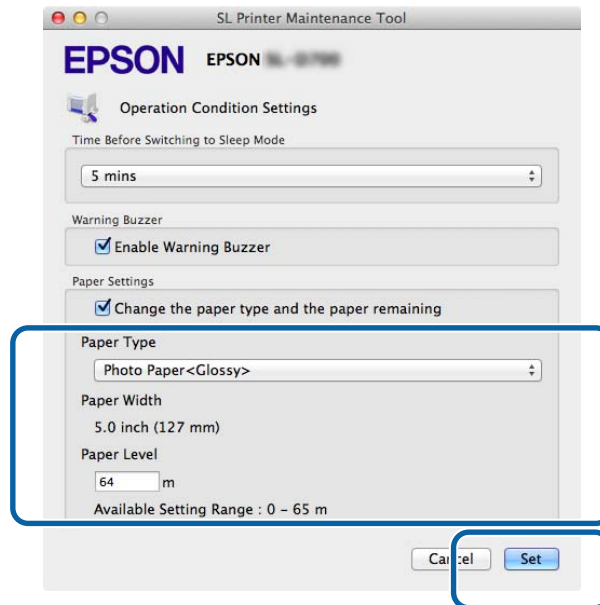 SL Printer Maintenance Tool
EPSON EPSON
Operation Condition Settings
Time Before Switching to Sleep Mode
5 mins
Warning Buzzer
Enable Warning Buzzer
Paper Settings
Change the paper type and the paper remaining
Paper Type
Photo Paper<Glossy>
Paper Width
5.0 inch (127 mm)
Paper Level
64 m
Available Setting Range : 0 – 65 m
Cancel Set